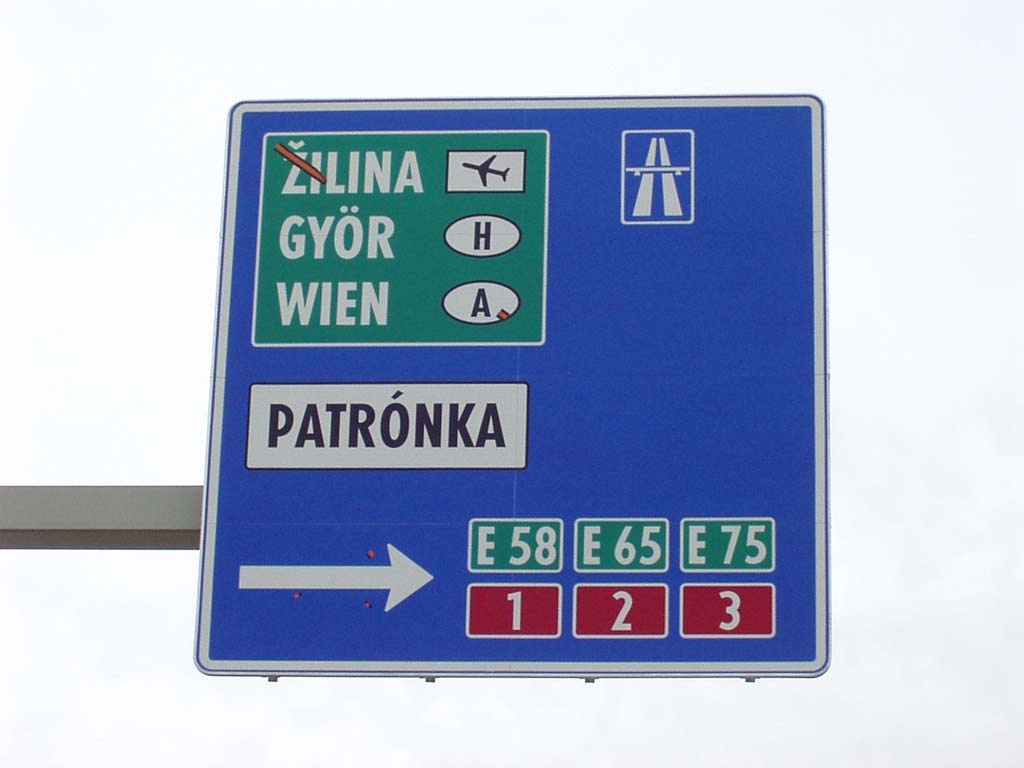 ŽILINA
GYÖR H
WIEN A
PATRÓNKA
E 58 E 65 E 75
1 2 3